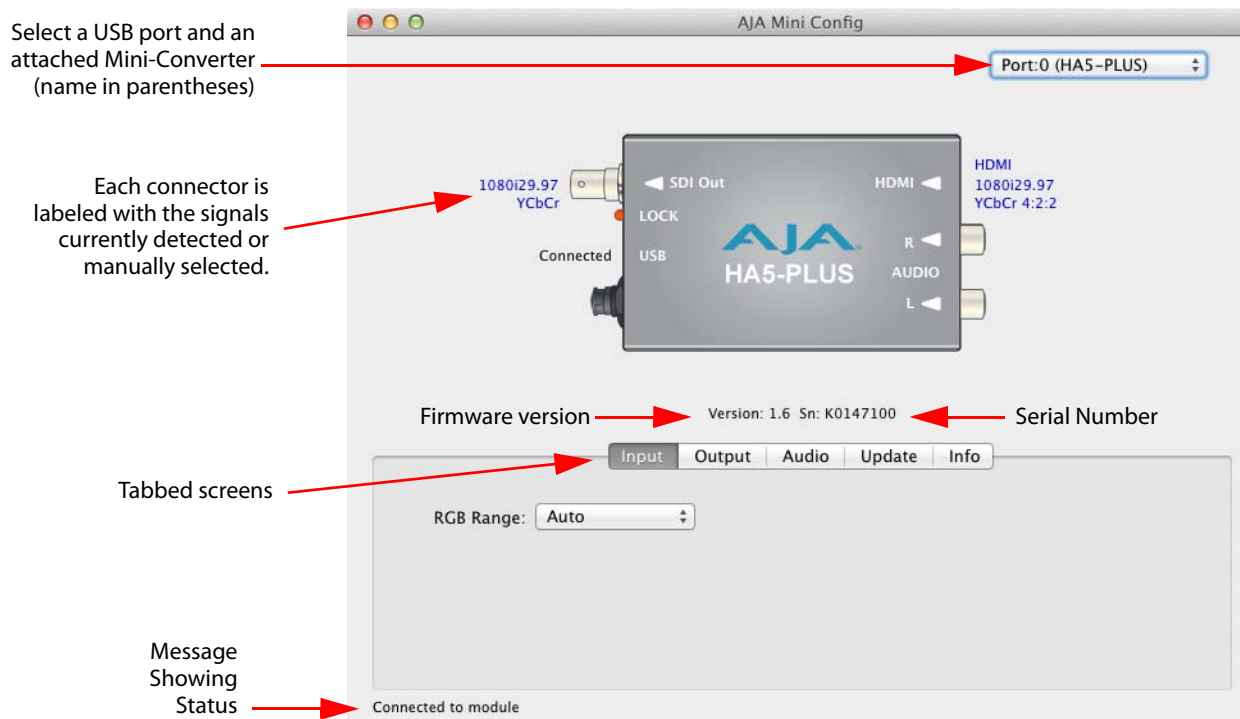 AJA Mini Config
Select a USB port and an
attached Mini-Converter
(name in parentheses)
Port:0 (HA5-PLUS)
Each connector is
labeled with the signals
currently detected or
manually selected.
1080i29.97
YCbCr
SDI Out
LOCK
USB
Connected
AJA
HA5-PLUS
HDMI
R
AUDIO
L
HDMI
1080i29.97
YCbCr 4:2:2
Firmware version
Version: 1.6 Sn: K0147100
Serial Number
Tabbed screens
Input Output Audio Update Info
RGB Range: Auto
Message
Showing
Status
Connected to module